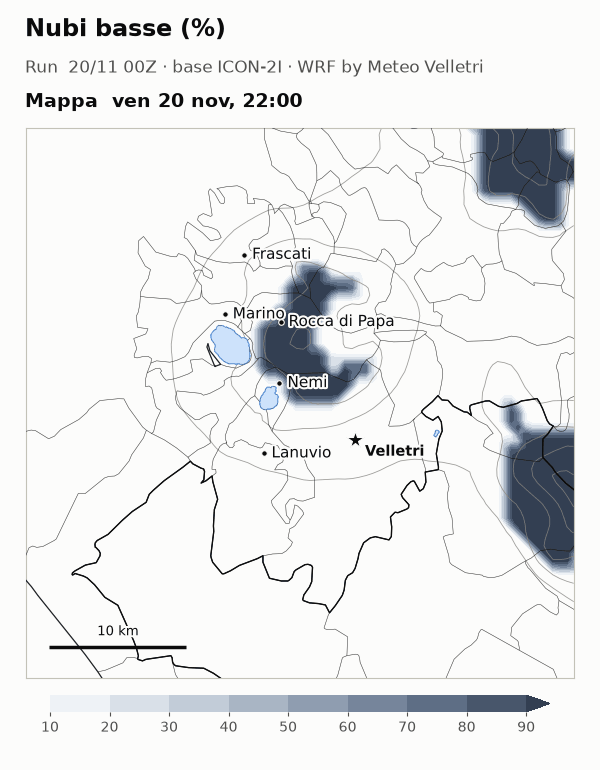 Nubi basse (%)
Run  20/11 00Z · base ICON-2I · WRF by Meteo Velletri
Mappa  ven 20 nov, 22:00
Frascati
Marino
Rocca di Papa
Nemi
Velletri
Lanuvio
10 km
10 20 30 40 50 60 70 80 90